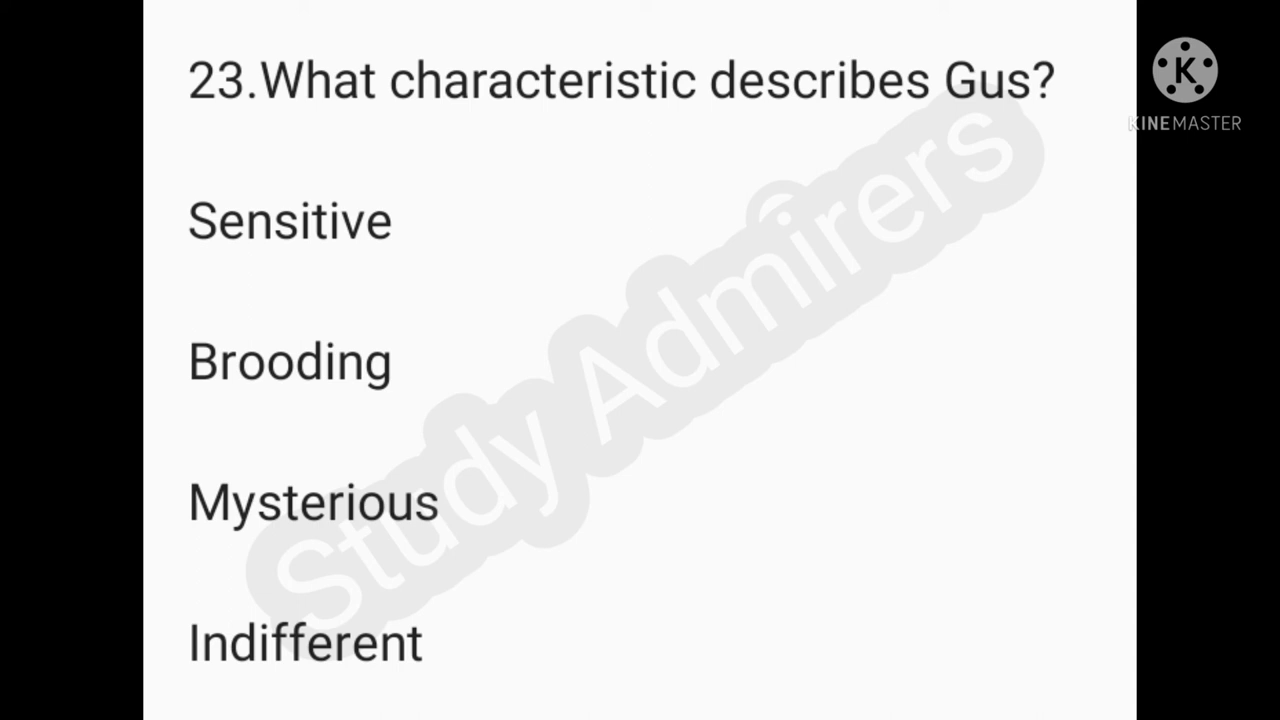 23.What characteristic describes Gus?
K
KINEMASTER
Sensitive
Brooding
Mysterious
Indifferent
Study Admirers